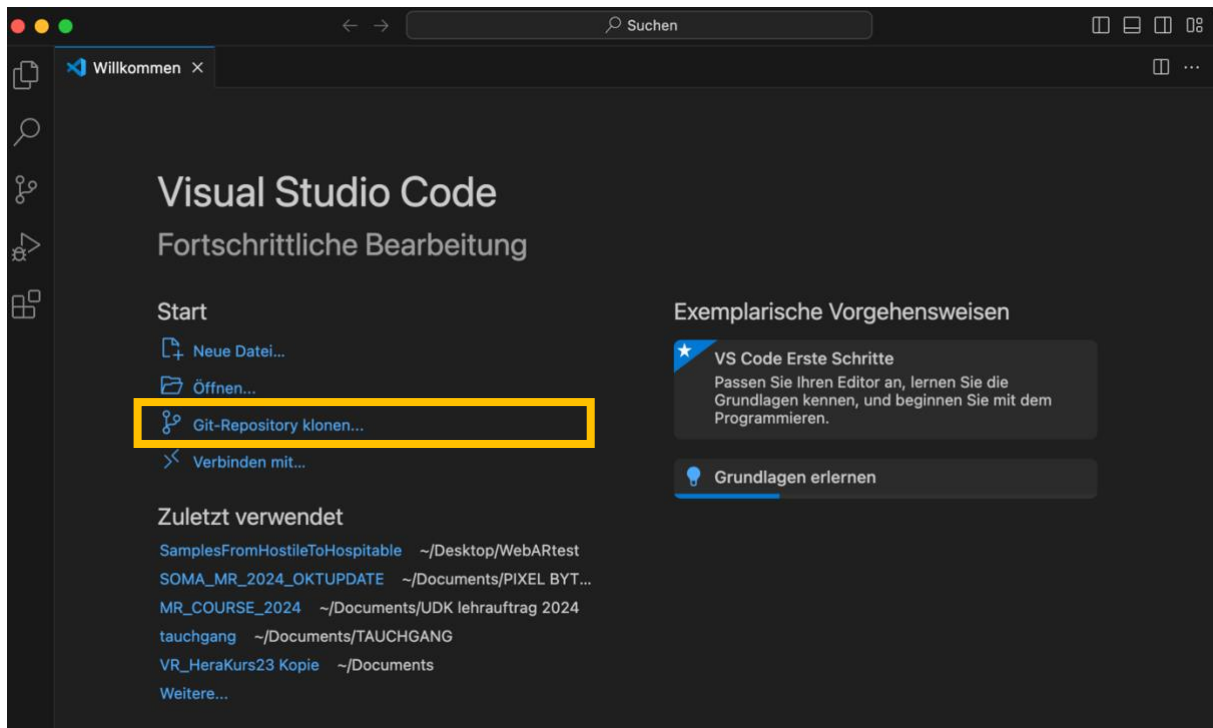 Suchen
Willkommen
Visual Studio Code
Fortschrittliche Bearbeitung
Start
Neue Datei...
Öffnen...
Git-Repository klonen...
Verbinden mit...
Zuletzt verwendet
SamplesFromHostileToHospitable ~/Desktop/WebARtest
SOMA_MR_2024_OKTUPDATE ~/Documents/PIXEL BYT...
MR_COURSE_2024 ~/Documents/UDK lehrauftrag 2024
tauchgang ~/Documents/TAUCHGANG
VR_HeraKurs23 Kopie ~/Documents
Weitere...
Exemplarische Vorgehensweisen
VS Code Erste Schritte
Passen Sie Ihren Editor an, lernen Sie die
Grundlagen kennen, und beginnen Sie mit dem
Programmieren.
Grundlagen erlernen